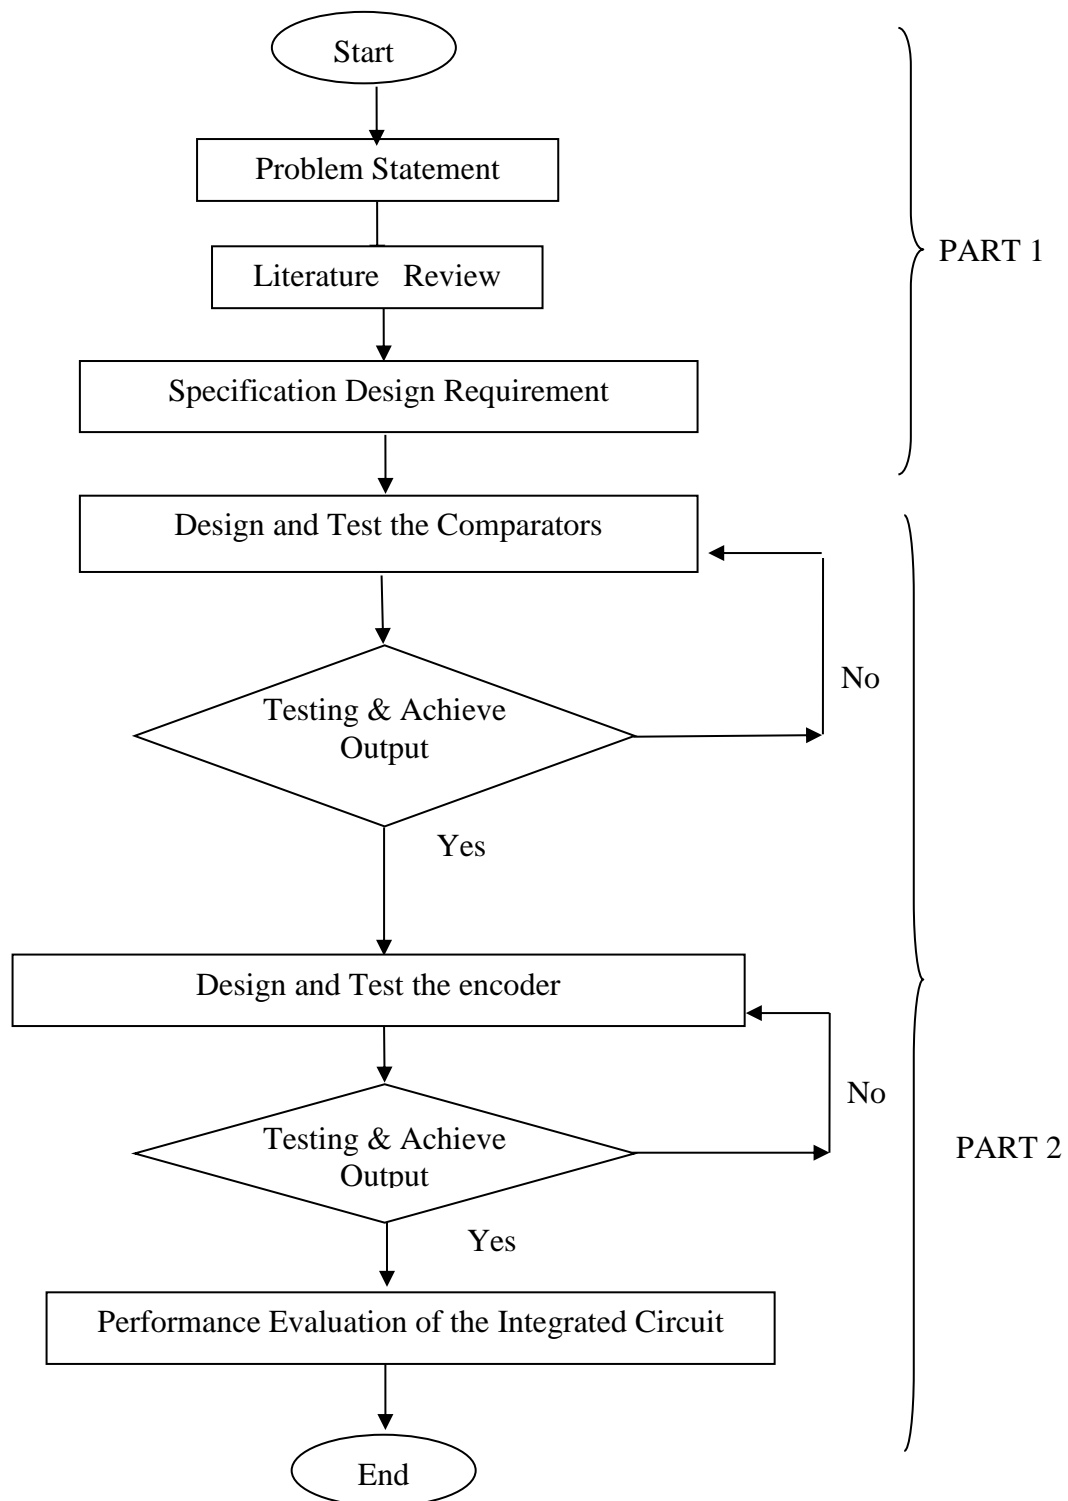 Start
Problem Statement
PART 1
Literature Review
Specification Design Requirement
Design and Test the Comparators
No
Testing & Achieve
Output
Yes
Design and Test the encoder
No
Testing & Achieve
Output
PART 2
Yes
Performance Evaluation of the Integrated Circuit
End